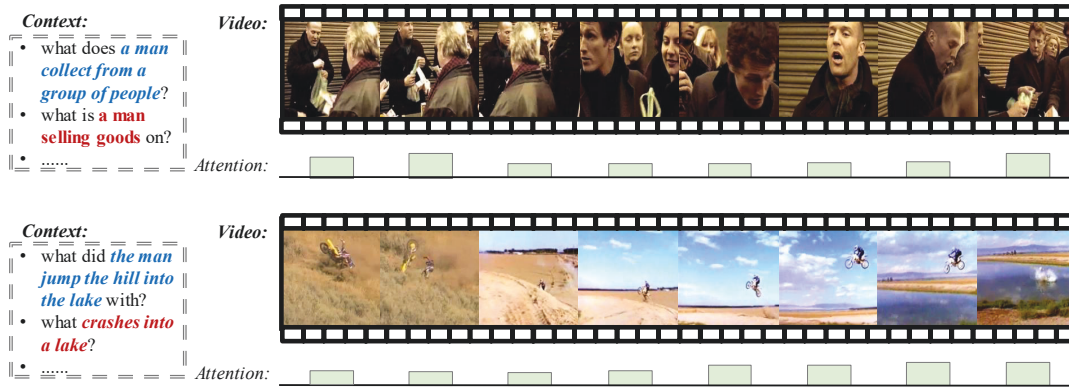 Context:
Video:
• what does a man
collect from a
group of people?
• what is a man
selling goods on?
• ......
Attention:
Context:
Video:
• what did the man
jump the hill into
the lake with?
• what crashes into
a lake?
• ......
Attention: